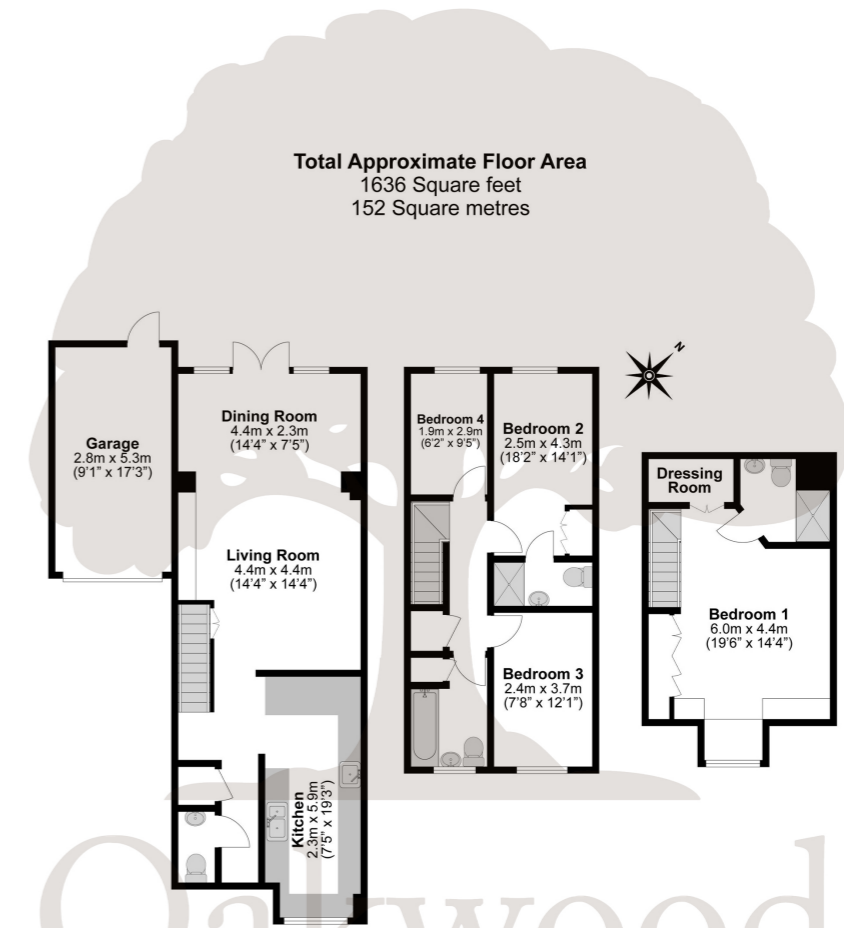 Total Approximate Floor Area
1636 Square feet
152 Square metres
N
Garage
2.8m x 5.3m
(9'1" x 17'3")
Dining Room
4.4m x 2.3m
(14'4" x 7'5")
Living Room
4.4m x 4.4m
(14'4" x 14'4")
Kitchen
2.3m x 5.9m
(7'5" x 19'3")
Bedroom 4
1.9m x 2.9m
(6'2" x 9'5")
Bedroom 2
2.5m x 4.3m
(18'2" x 14'1")
Bedroom 3
2.4m x 3.7m
(7'8" x 12'1")
Dressing
Room
Bedroom 1
6.0m x 4.4m
(19'6" x 14'4")
Oakwood